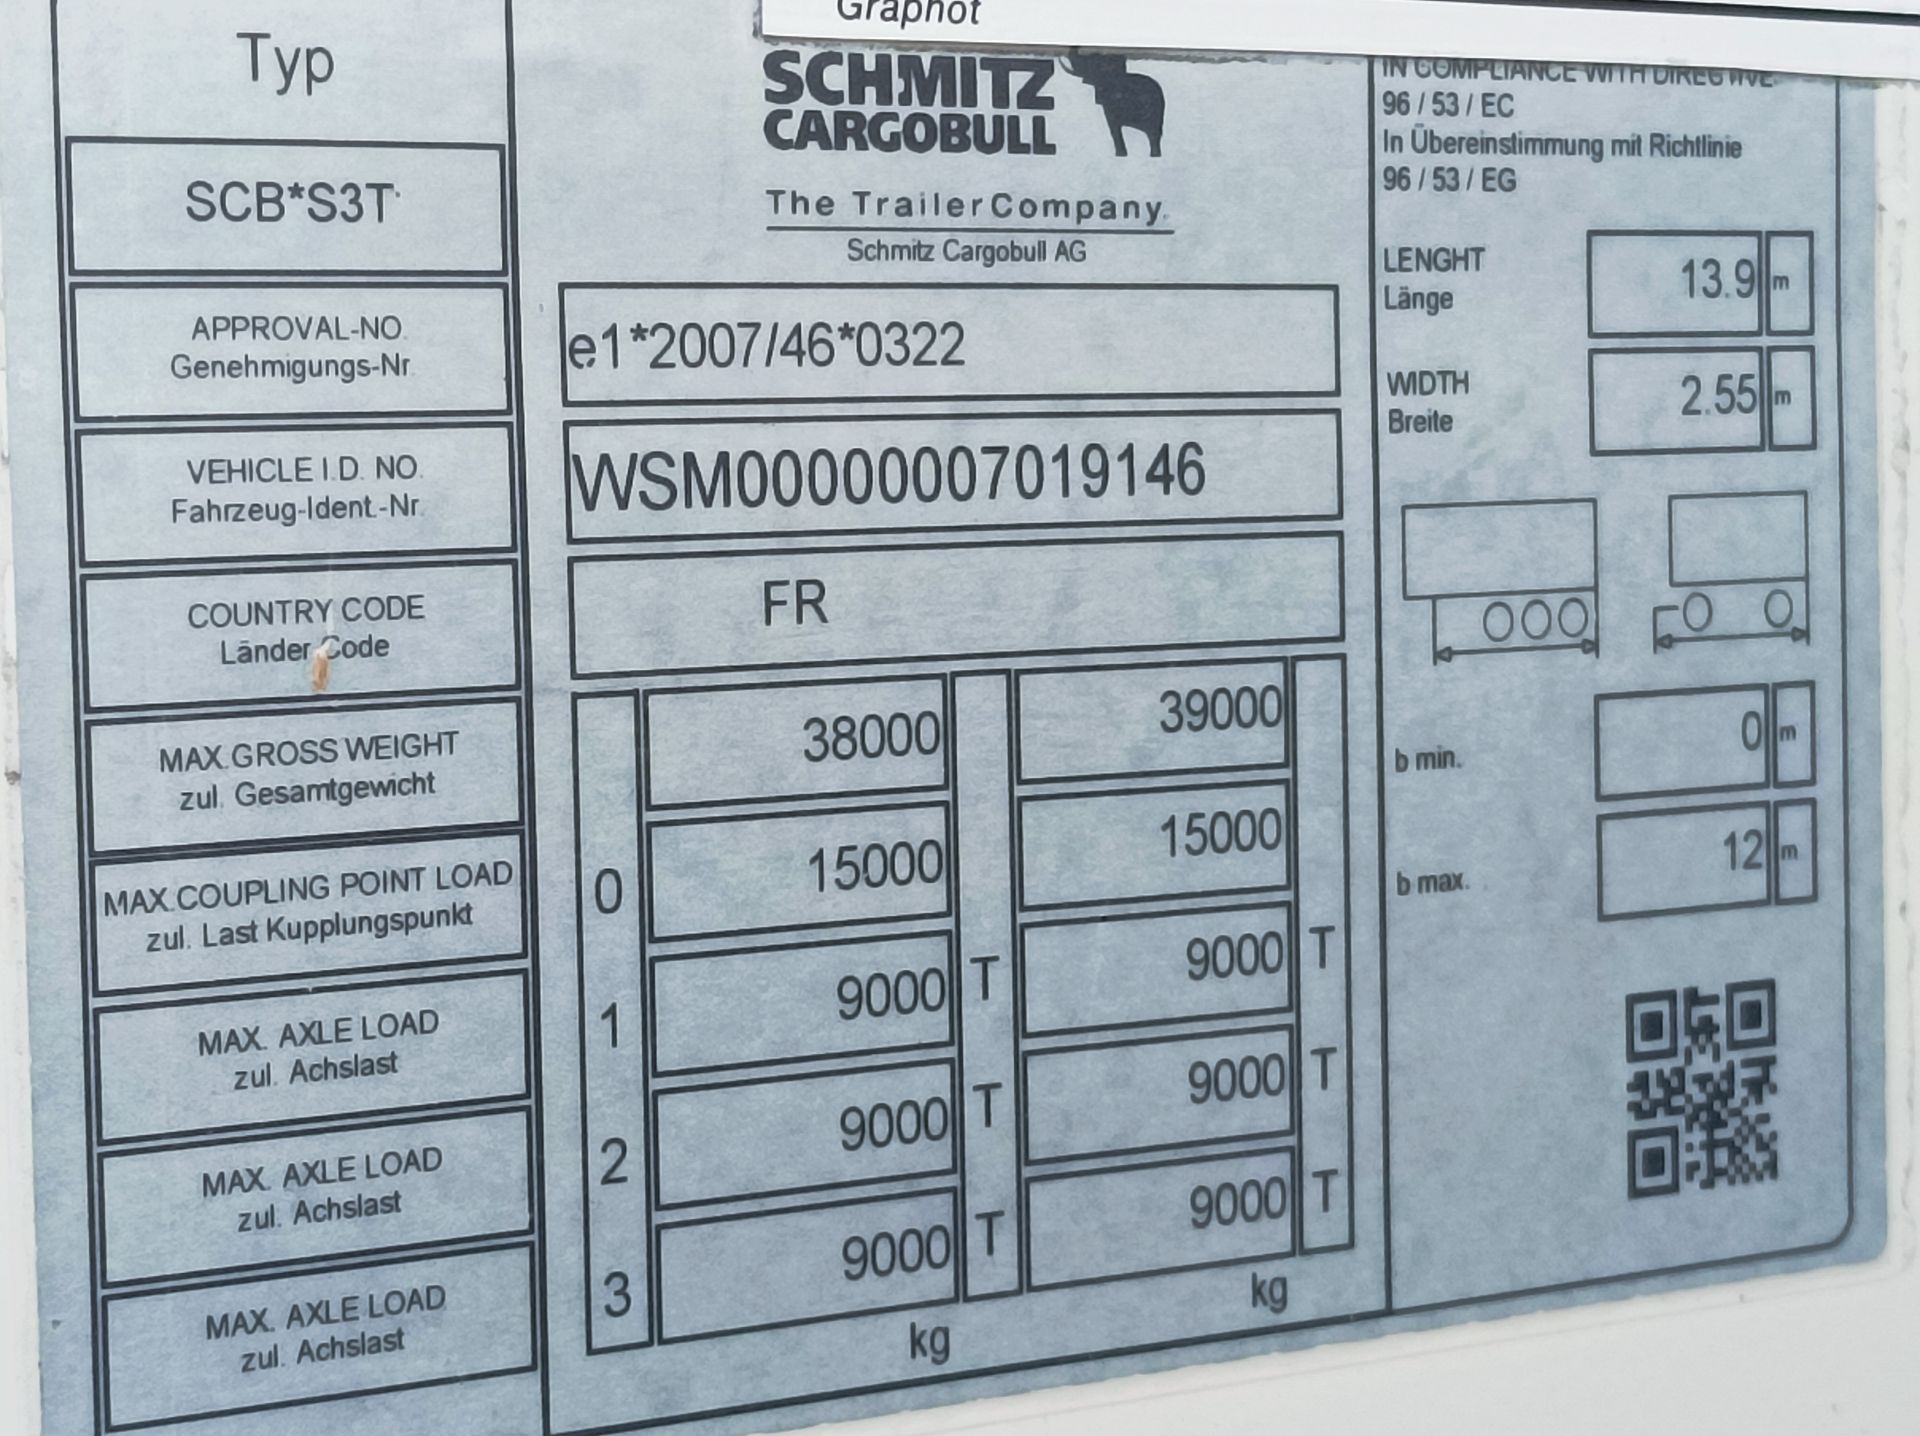 Graphot
Typ
SCB*S3T
APPROVAL-NO.
Genehmigungs-Nr.
VEHICLE I.D. NO.
Fahrzeug-Ident.-Nr.
COUNTRY CODE
Länder Code
MAX.GROSS WEIGHT
zul. Gesamtgewicht
MAX.COUPLING POINT LOAD
zul. Last Kupplungspunkt
MAX. AXLE LOAD
zul. Achslast
MAX. AXLE LOAD
zul. Achslast
MAX. AXLE LOAD
zul. Achslast
SCHMITZ
CARGOBULL
The TrailerCompany.
Schmitz Cargobull AG
e1*2007/46*0322
WSM00000007019146
FR
38000 39000
0 15000 15000
1 9000 T 9000 T
2 9000 T 9000 T
3 9000 T 9000 T
kg kg
IN COMPLIANCE WITH DIRECTIVE
96 / 53 / EC
In Übereinstimmung mit Richtlinie
96 / 53 / EG
LENGHT
Länge
13.9 m
WIDTH
Breite
2.55 m
b min.
0 m
b max.
12 m